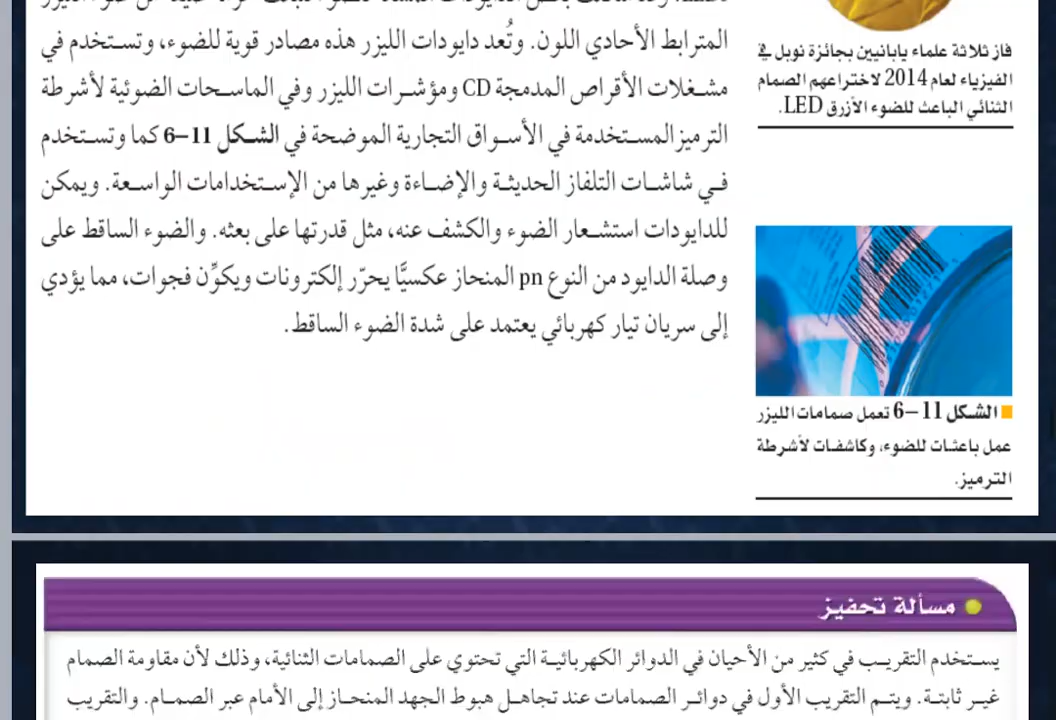 المترابط الأحادي اللون. وتُعد دايودات الليزر هذه مصادر قوية للضوء، وتستخدم في
مشغلات الأقراص المدمجة CD ومؤشرات الليزر وفي الماسحات الضوئية لأشرطة
الترميزالمستخدمة في الأسواق التجارية الموضحة في الشكل 11–6 كما وتستخدم
في شاشات التلفاز الحديثة والإضاءة وغيرها من الإستخدامات الواسعة. ويمكن
للدايودات استشعار الضوء والكشف عنه، مثل قدرتها على بعثه. والضوء الساقط على
وصلة الدايود من النوع pn المنحاز عكسيًّا يحرّر إلكترونات ويكوِّن فجوات، مما يؤدي
إلى سريان تيار كهربائي يعتمد على شدة الضوء الساقط.
فاز ثلاثة علماء يابانيين بجائزة نوبل في
الفيزياء لعام 2014 لاختراعهم الصمام
الثنائي الباعث للضوء الأزرق LED.
الشكل 11–6 تعمل صمامات الليزر
عمل باعثات للضوء، وكاشفات لأشرطة
الترميز.
مسألة تحفيز
يستخدم التقريب في كثير من الأحيان في الدوائر الكهربائية التي تحتوي على الصمامات الثنائية، وذلك لأن مقاومة الصمام
غير ثابتة. ويتم التقريب الأول في دوائر الصمامات عند تجاهل هبوط الجهد المنحاز إلى الأمام عبر الصمام. والتقريب